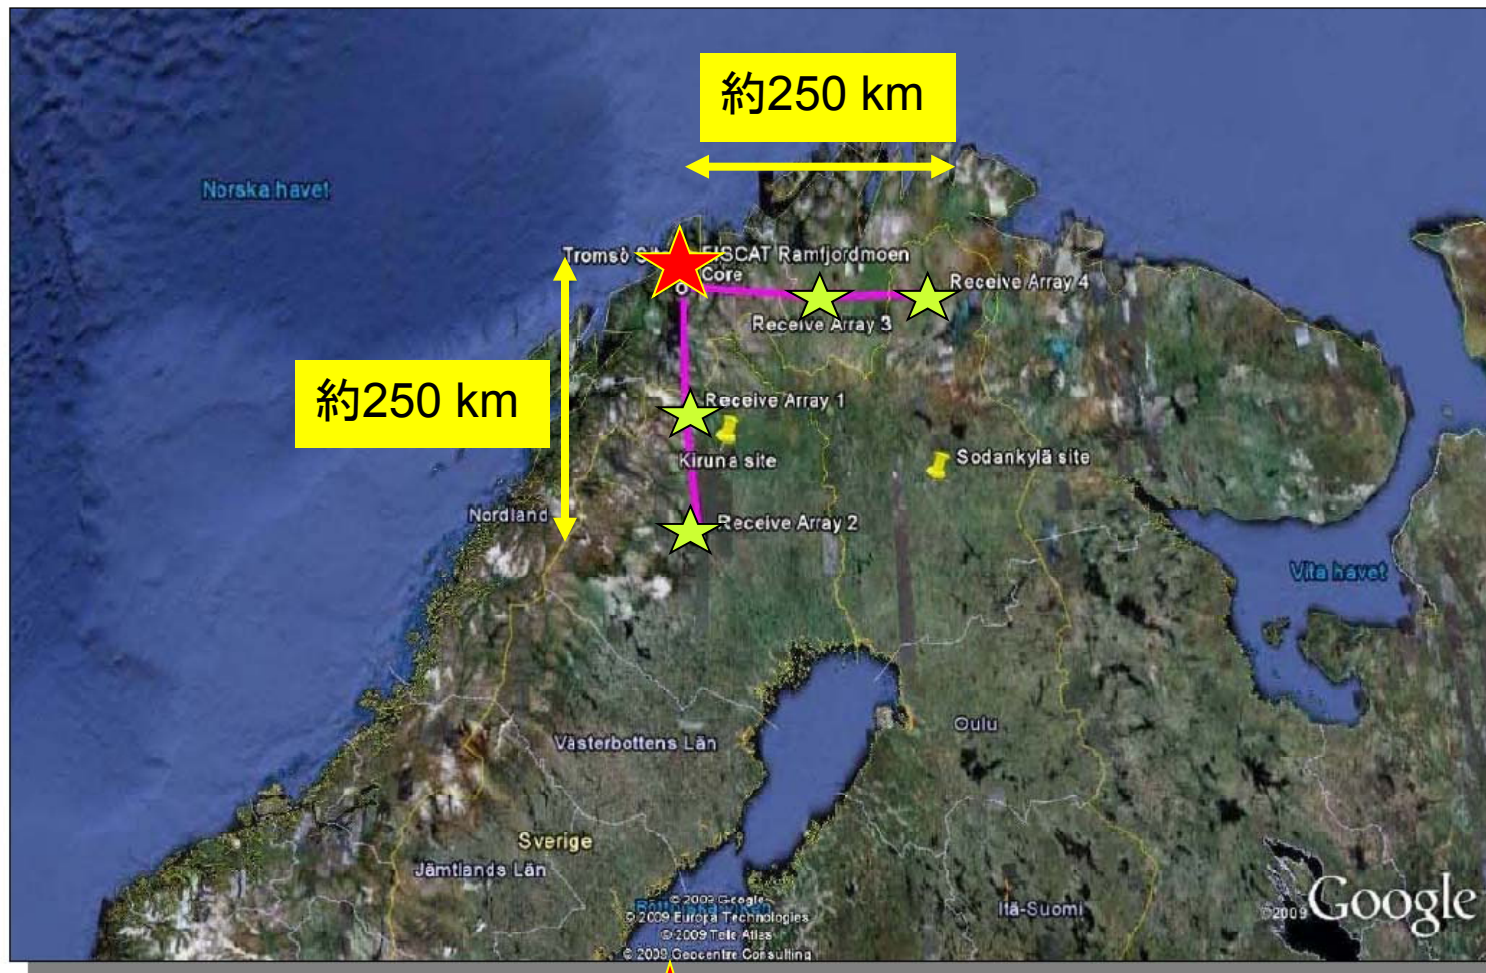 約250 km
Norska havet
Tromsö
EISCAT Ramfjordmoen
Core
Receive Array 4
Receive Array 3
約250 km
Receive Array 1
Kiruna site
Sodankylä site
Nordland
Receive Array 2
Vita havet
Oulu
Västerbottens Län
Sverige
Jämtlands Län
Itä-Suomi
© 2009 Google
© 2009 Europa Technologies
© 2009 Tele Atlas
© 2009 Geocentre Consulting
©2009 Google